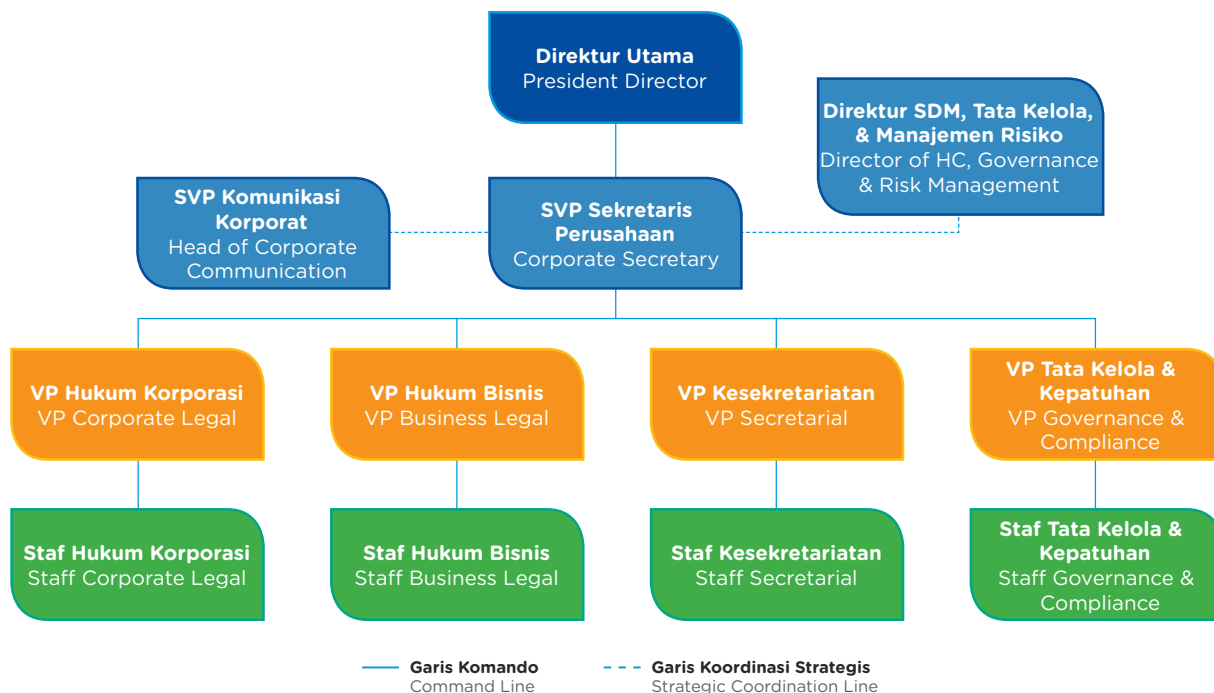 Direktur Utama
President Director
Direktur SDM, Tata Kelola,
& Manajemen Risiko
Director of HC, Governance
& Risk Management
SVP Komunikasi
Korporat
Head of Corporate
Communication
SVP Sekretaris
Perusahaan
Corporate Secretary
VP Hukum Korporasi
VP Corporate Legal
VP Hukum Bisnis
VP Business Legal
VP Kesekretariatan
VP Secretarial
VP Tata Kelola &
Kepatuhan
VP Governance &
Compliance
Staf Hukum Korporasi
Staff Corporate Legal
Staf Hukum Bisnis
Staff Business Legal
Staf Kesekretariatan
Staff Secretarial
Staf Tata Kelola &
Kepatuhan
Staff Governance &
Compliance
Garis Komando
Command Line
Garis Koordinasi Strategis
Strategic Coordination Line